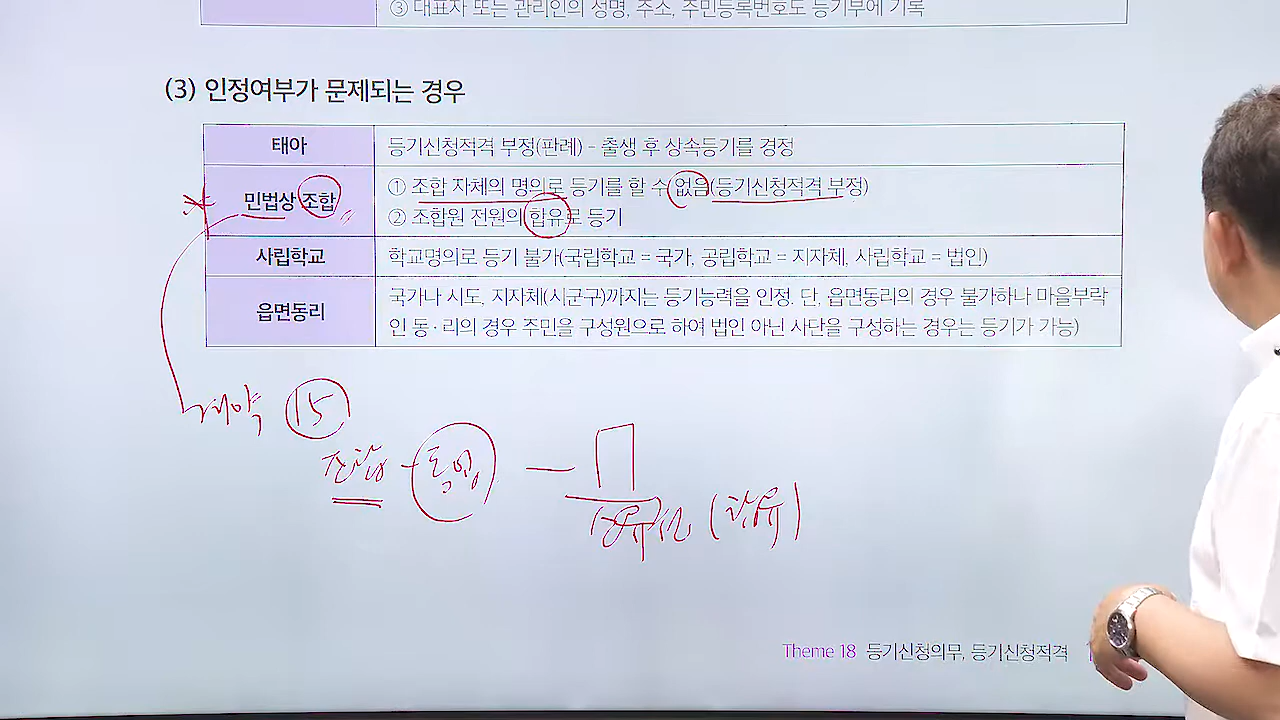 ③ 대표자 또는 관리인의 성명, 주소, 주민등록번호도 등기부에 기록
(3) 인정여부가 문제되는 경우
태아
등기신청적격 부정(판례) - 출생 후 상속등기를 경정
민법상 조합
① 조합 자체의 명의로 등기를 할 수 없음(등기신청적격 부정)
② 조합원 전원의 합유로 등기
사립학교
학교명의로 등기 불가(국립학교 = 국가, 공립학교 = 지자체, 사립학교 = 법인)
읍면동리
국가나 시도, 지자체(시군구)까지는 등기능력을 인정. 단, 읍면동리의 경우 불가하나 마을부락
인 동·리의 경우 주민을 구성원으로 하여 법인 아닌 사단을 구성하는 경우는 등기가 가능)
계약 15
조합
(합유)
Theme 18 등기신청의무, 등기신청적격